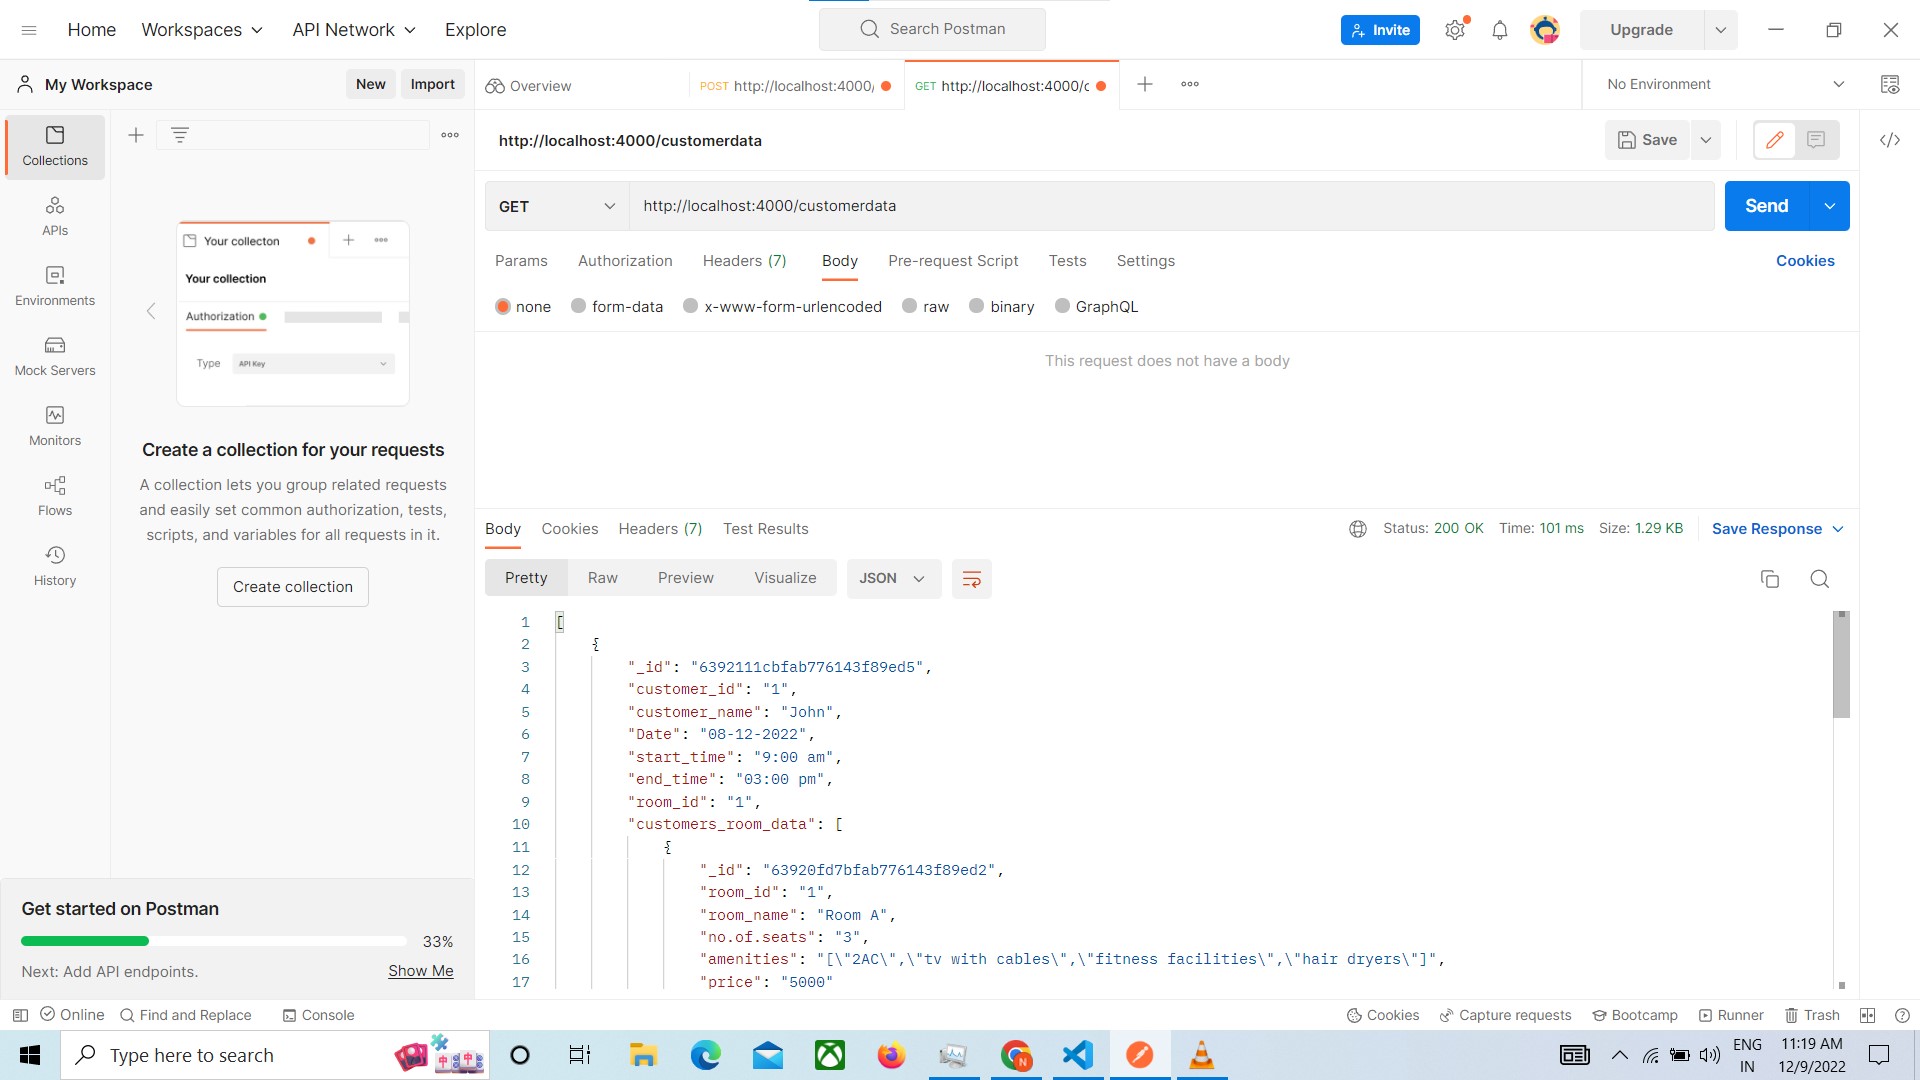 Home
Workspaces
API Network
Explore
Search Postman
Invite
Upgrade
My Workspace
New
Import
Overview
POST http://localhost:4000/
GET http://localhost:4000/c
No Environment
Collections
APIs
Environments
Mock Servers
Monitors
Flows
History
Your collecton
Your collection
Authorization
Type
API Key
Create a collection for your requests
A collection lets you group related requests
and easily set common authorization, tests,
scripts, and variables for all requests in it.
Create collection
Get started on Postman
33%
Next: Add API endpoints.
Show Me
http://localhost:4000/customerdata
Save
GET
http://localhost:4000/customerdata
Send
Params
Authorization
Headers (7)
Body
Pre-request Script
Tests
Settings
Cookies
none
form-data
x-www-form-urlencoded
raw
binary
GraphQL
This request does not have a body
Body
Cookies
Headers (7)
Test Results
Status: 200 OK
Time: 101 ms
Size: 1.29 KB
Save Response
Pretty
Raw
Preview
Visualize
JSON
1 [
2 {
3 "_id": "6392111cbfab776143f89ed5",
4 "customer_id": "1",
5 "customer_name": "John",
6 "Date": "08-12-2022",
7 "start_time": "9:00 am",
8 "end_time": "03:00 pm",
9 "room_id": "1",
10 "customers_room_data": [
11 {
12 "_id": "63920fd7bfab776143f89ed2",
13 "room_id": "1",
14 "room_name": "Room A",
15 "no.of.seats": "3",
16 "amenities": "[\"2AC\",\"tv with cables\",\"fitness facilities\",\"hair dryers\"]",
17 "price": "5000"
Online
Find and Replace
Console
Cookies
Capture requests
Bootcamp
Runner
Trash
Type here to search
N
ENG
IN
11:19 AM
12/9/2022